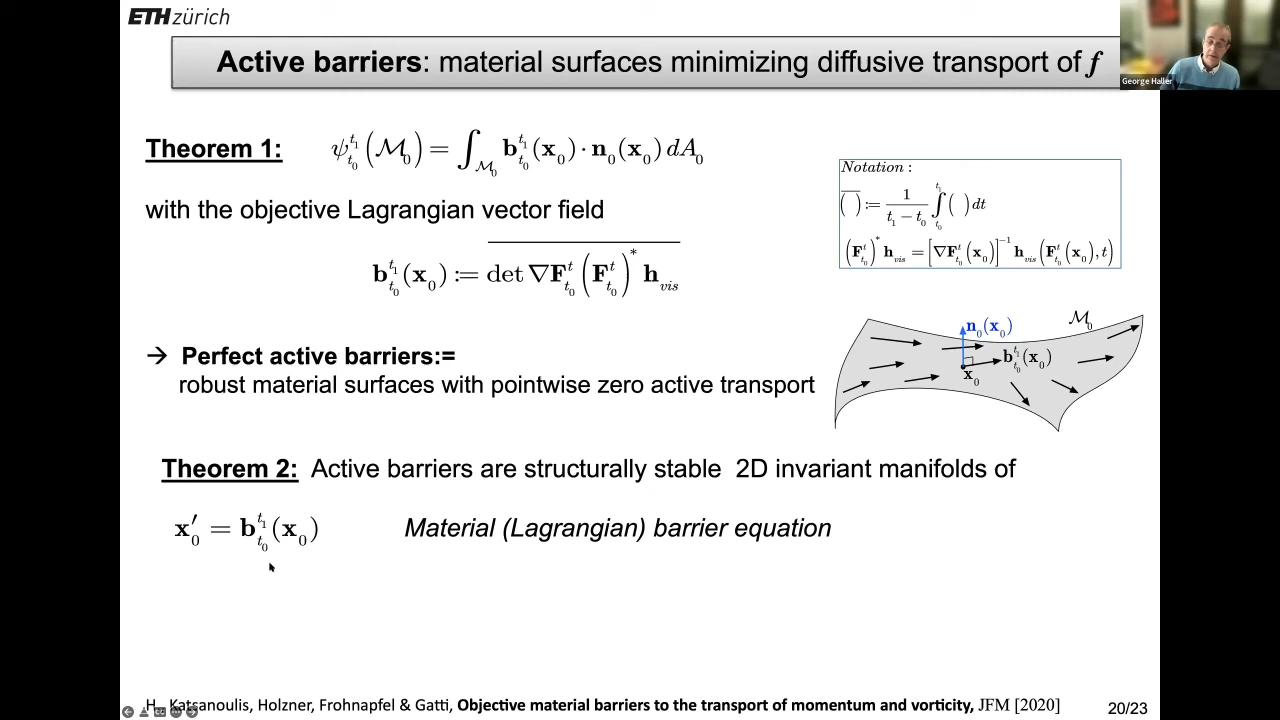 ETH zürich
Active barriers: material surfaces minimizing diffusive transport of f
George Haller
Theorem 1: ψ_{t_0}^{t_1}(ℳ_0) = ∫_{ℳ_0} b_{t_0}^{t_1}(x_0) · n_0(x_0) dA_0
Notation :
\overline{( )} := \frac{1}{t_1 − t_0} ∫_{t_0}^{t_1} ( ) dt
(F_{t_0}^{t})^* h_{vis} = [∇F_{t_0}^{t}(x_0)]^{−1} h_{vis}(F_{t_0}^{t}(x_0), t)
with the objective Lagrangian vector field
b_{t_0}^{t_1}(x_0) := \overline{det ∇F_{t_0}^{t} (F_{t_0}^{t})^* h_{vis}}
n_0(x_0)
ℳ_0
b_{t_0}^{t_1}(x_0)
x_0
→ Perfect active barriers:=
robust material surfaces with pointwise zero active transport
Theorem 2: Active barriers are structurally stable 2D invariant manifolds of
x_0′ = b_{t_0}^{t_1}(x_0) Material (Lagrangian) barrier equation
H., Katsanoulis, Holzner, Frohnapfel & Gatti, Objective material barriers to the transport of momentum and vorticity, JFM [2020]
20/23